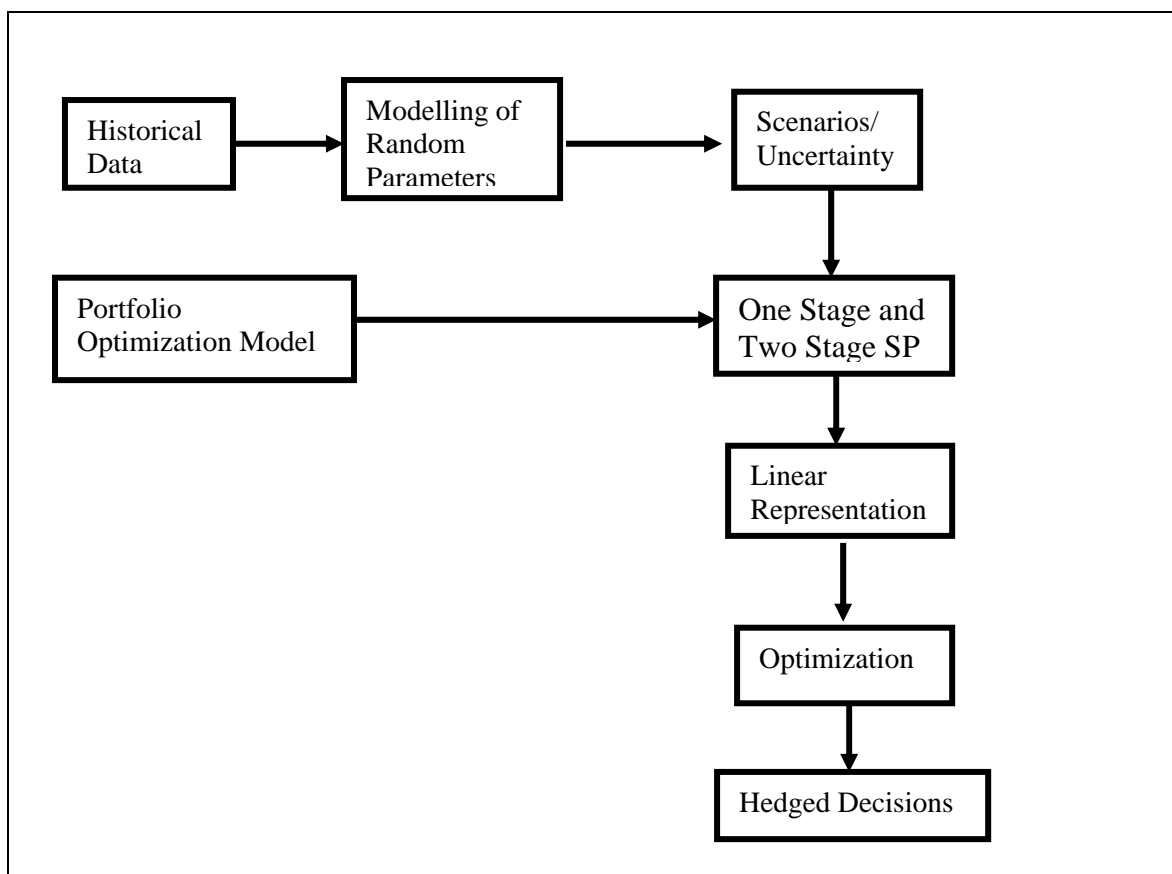 Historical
Data
Modelling of
Random
Parameters
Scenarios/
Uncertainty
Portfolio
Optimization Model
One Stage and
Two Stage SP
Linear
Representation
Optimization
Hedged Decisions